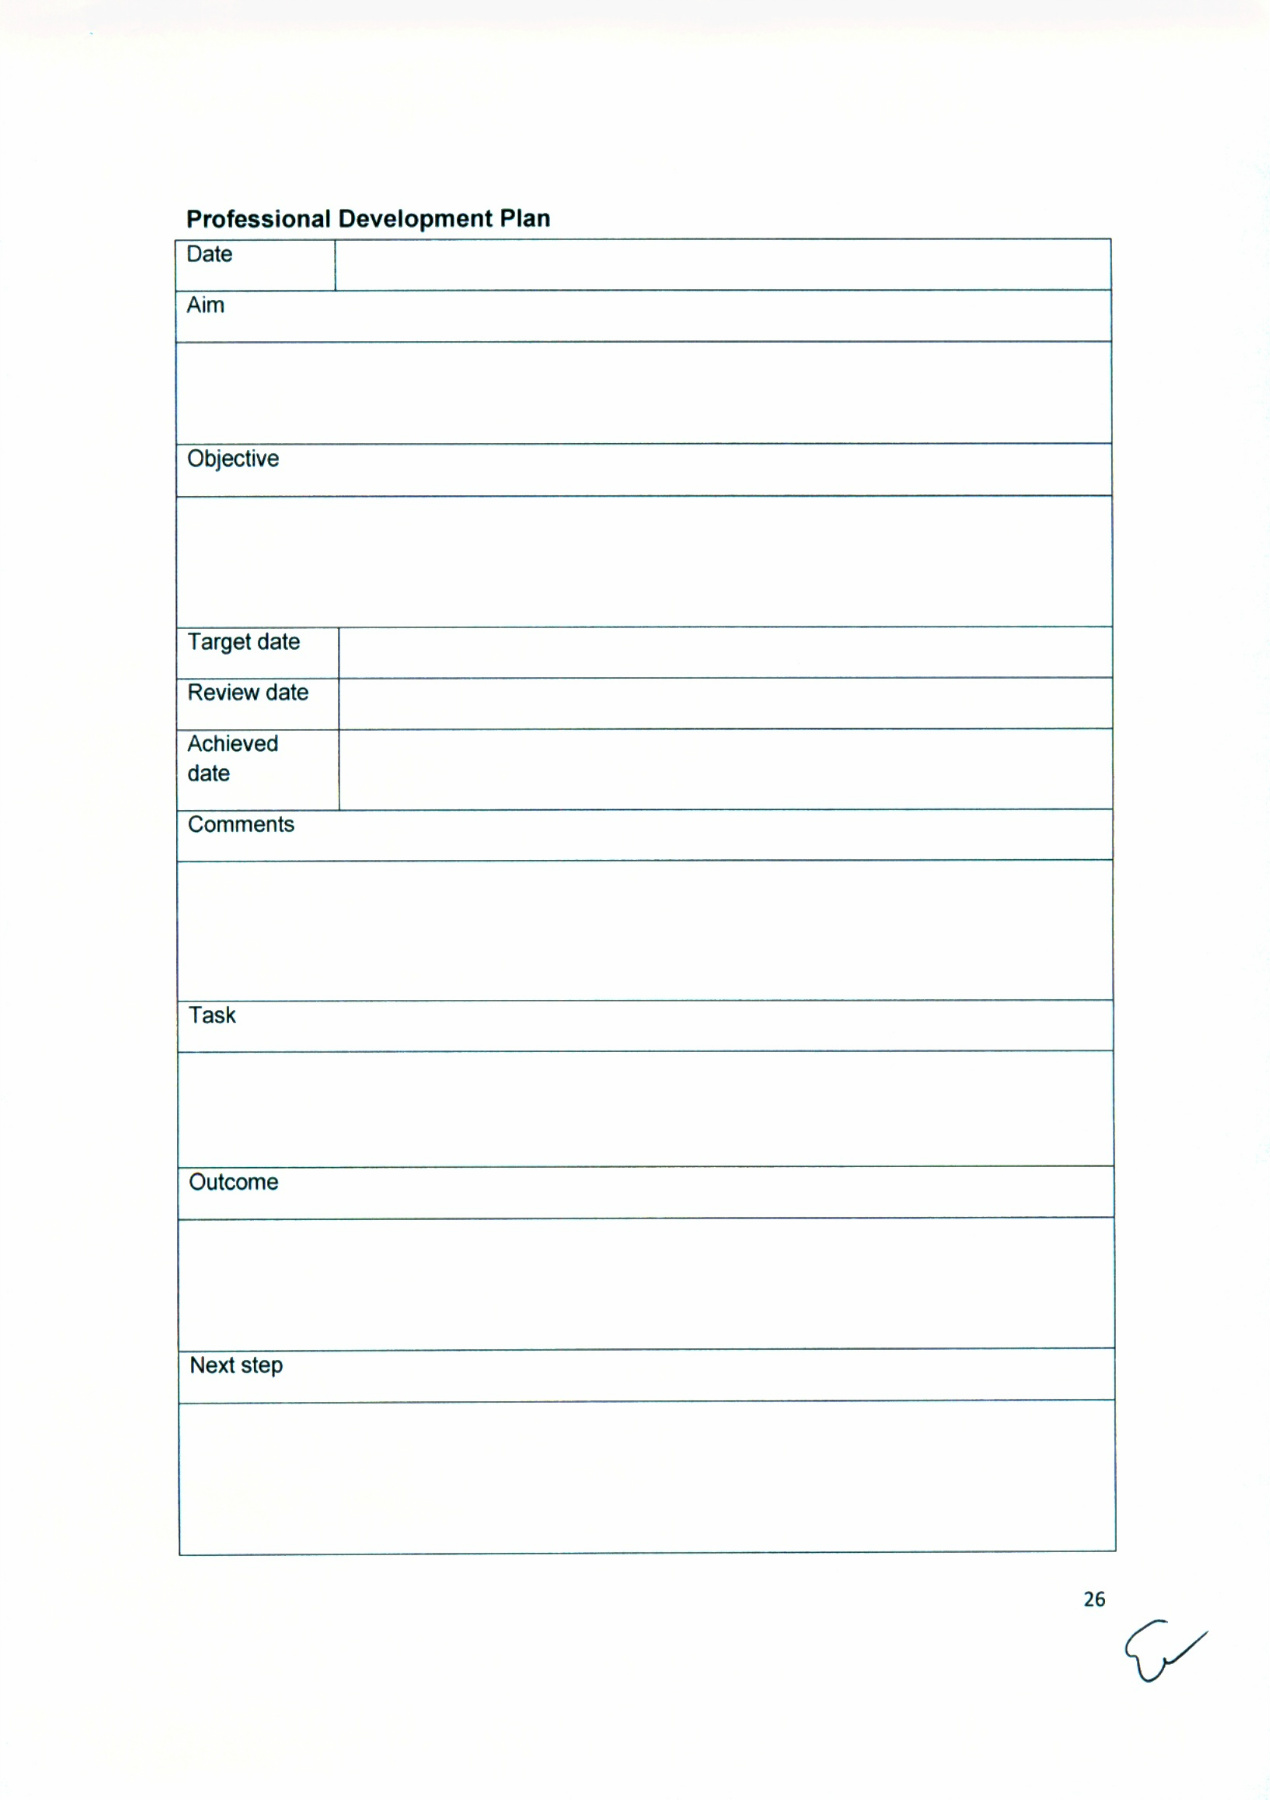 Professional Development Plan
Date
Aim
Objective
Target date
Review date
Achieved
date
Comments
Task
Outcome
Next step
26